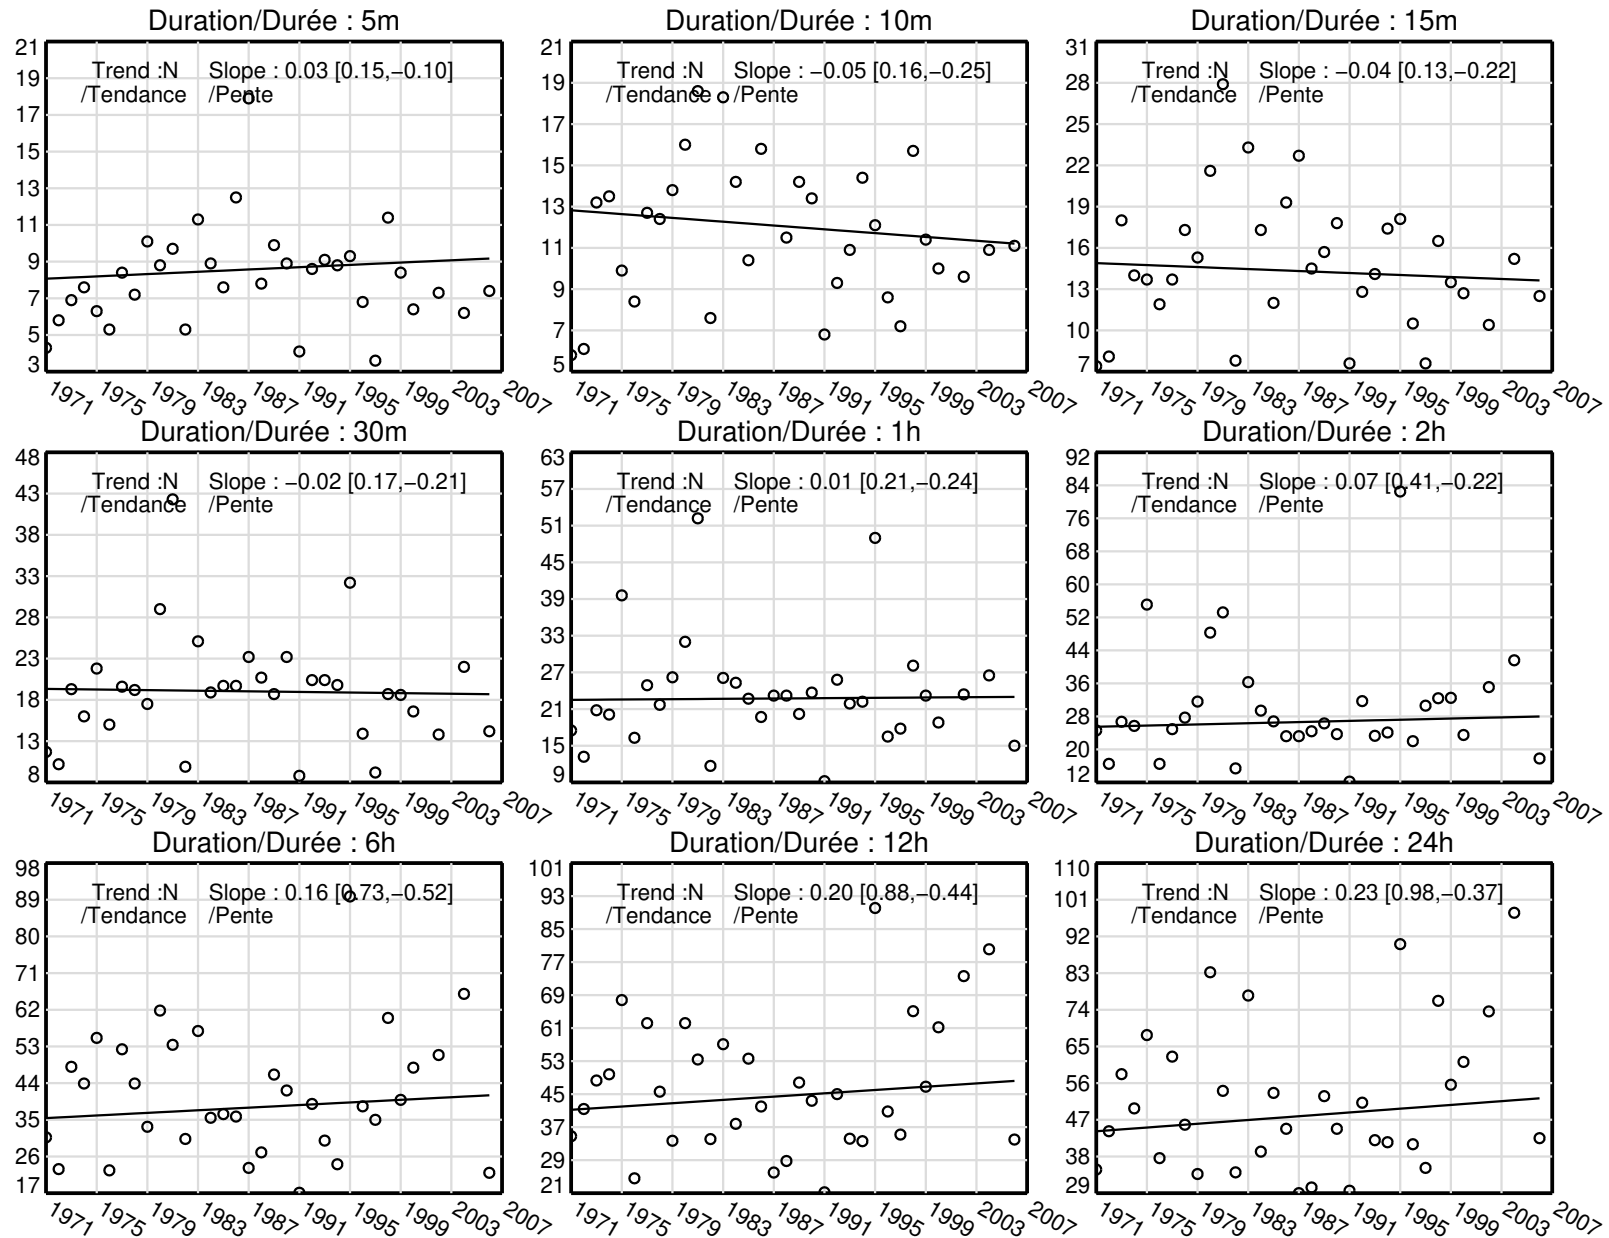 Duration/Durée : 5m
21
19
17
15
13
11
9
7
5
3
Trend :N Slope : 0.03 [0.15,−0.10]
/Tendance /Pente
1971 1975 1979 1983 1987 1991 1995 1999 2003 2007
Duration/Durée : 10m
21
19
17
15
13
11
9
7
5
Trend :N Slope : −0.05 [0.16,−0.25]
/Tendance /Pente
1971 1975 1979 1983 1987 1991 1995 1999 2003 2007
Duration/Durée : 15m
31
28
25
22
19
16
13
10
7
Trend :N Slope : −0.04 [0.13,−0.22]
/Tendance /Pente
1971 1975 1979 1983 1987 1991 1995 1999 2003 2007
Duration/Durée : 30m
48
43
38
33
28
23
18
13
8
Trend :N Slope : −0.02 [0.17,−0.21]
/Tendance /Pente
1971 1975 1979 1983 1987 1991 1995 1999 2003 2007
Duration/Durée : 1h
63
57
51
45
39
33
27
21
15
9
Trend :N Slope : 0.01 [0.21,−0.24]
/Tendance /Pente
1971 1975 1979 1983 1987 1991 1995 1999 2003 2007
Duration/Durée : 2h
92
84
76
68
60
52
44
36
28
20
12
Trend :N Slope : 0.07 [0.41,−0.22]
/Tendance /Pente
1971 1975 1979 1983 1987 1991 1995 1999 2003 2007
Duration/Durée : 6h
98
89
80
71
62
53
44
35
26
17
Trend :N Slope : 0.16 [0.73,−0.52]
/Tendance /Pente
1971 1975 1979 1983 1987 1991 1995 1999 2003 2007
Duration/Durée : 12h
101
93
85
77
69
61
53
45
37
29
21
Trend :N Slope : 0.20 [0.88,−0.44]
/Tendance /Pente
1971 1975 1979 1983 1987 1991 1995 1999 2003 2007
Duration/Durée : 24h
110
101
92
83
74
65
56
47
38
29
Trend :N Slope : 0.23 [0.98,−0.37]
/Tendance /Pente
1971 1975 1979 1983 1987 1991 1995 1999 2003 2007